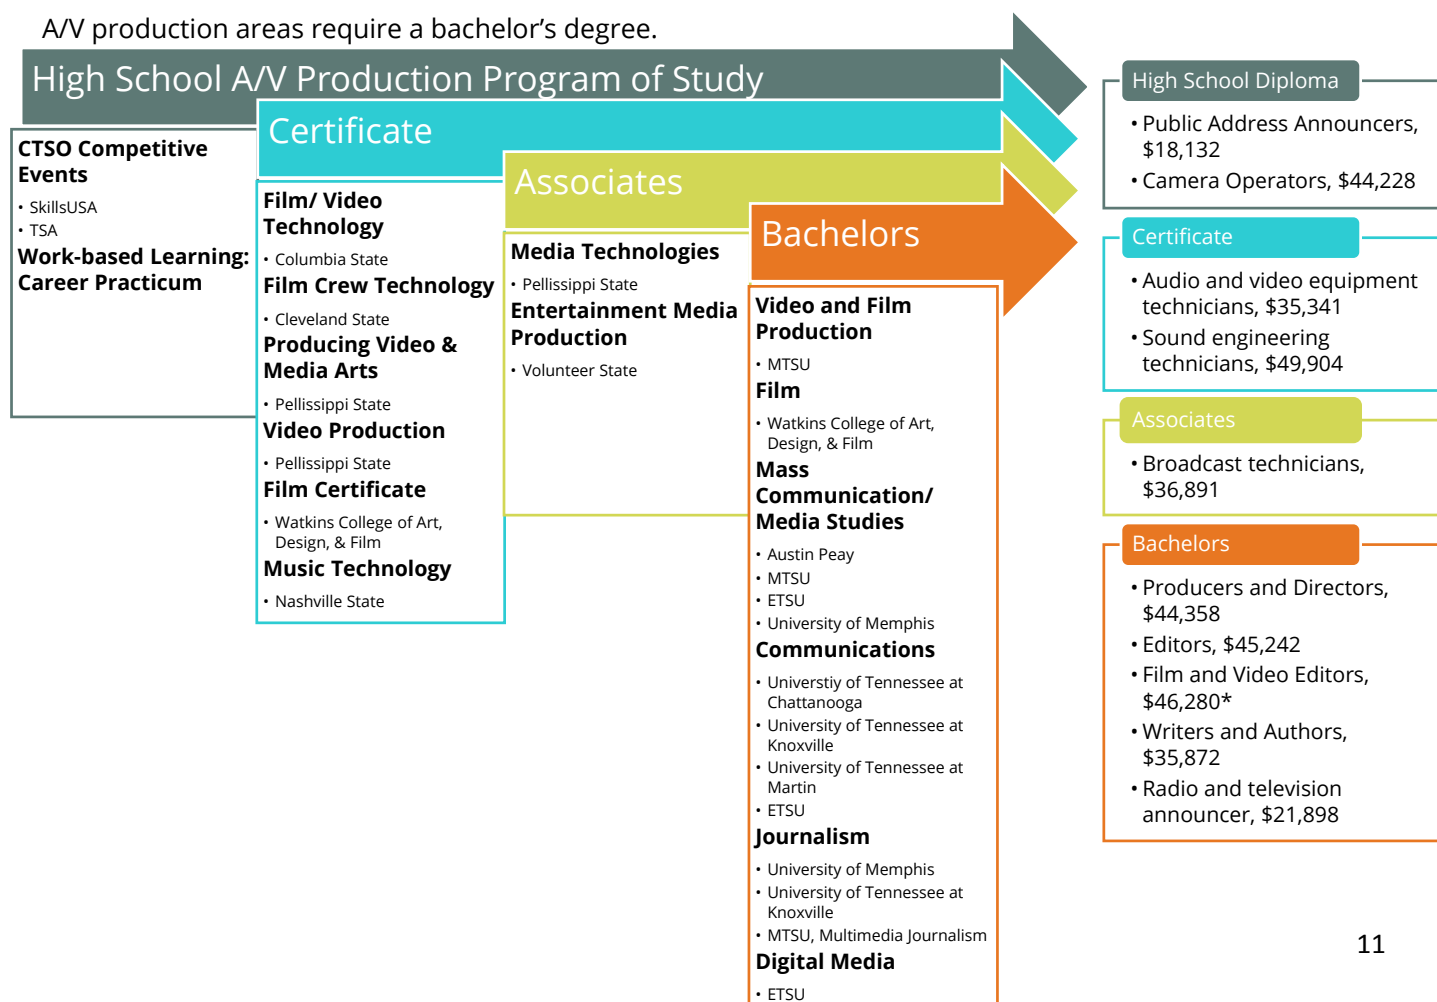 A/V production areas require a bachelor’s degree.
High School A/V Production Program of Study
CTSO Competitive
Events
• SkillsUSA
• TSA
Work-based Learning:
Career Practicum
Certificate
Film/ Video
Technology
• Columbia State
Film Crew Technology
• Cleveland State
Producing Video &
Media Arts
• Pellissippi State
Video Production
• Pellissippi State
Film Certificate
• Watkins College of Art,
Design, & Film
Music Technology
• Nashville State
Associates
Media Technologies
• Pellissippi State
Entertainment Media
Production
• Volunteer State
Bachelors
Video and Film
Production
• MTSU
Film
• Watkins College of Art,
Design, & Film
Mass
Communication/
Media Studies
• Austin Peay
• MTSU
• ETSU
• University of Memphis
Communications
• Universtiy of Tennessee at
Chattanooga
• University of Tennessee at
Knoxville
• University of Tennessee at
Martin
• ETSU
Journalism
• University of Memphis
• University of Tennessee at
Knoxville
• MTSU, Multimedia Journalism
Digital Media
• ETSU
High School Diploma
• Public Address Announcers,
$18,132
• Camera Operators, $44,228
Certificate
• Audio and video equipment
technicians, $35,341
• Sound engineering
technicians, $49,904
Associates
• Broadcast technicians,
$36,891
Bachelors
• Producers and Directors,
$44,358
• Editors, $45,242
• Film and Video Editors,
$46,280*
• Writers and Authors,
$35,872
• Radio and television
announcer, $21,898
11